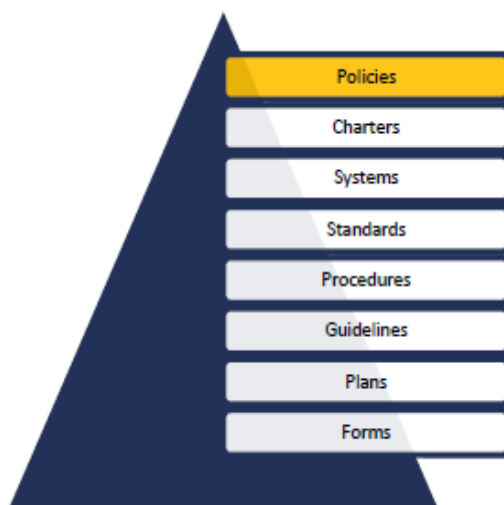 Policies
Charters
Systems
Standards
Procedures
Guidelines
Plans
Forms